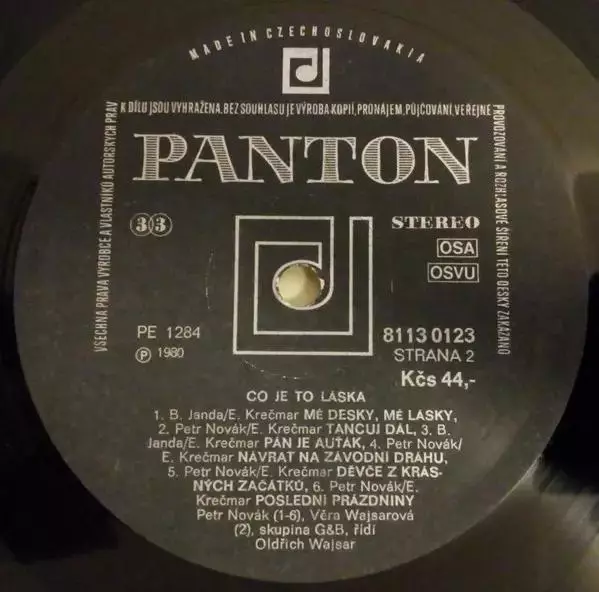 MADE IN CZECHOSLOVAKIA
VŠECHNA PRÁVA VÝROBCE A VLASTNÍKŮ AUTORSKÝCH PRÁV
K DÍLU JSOU VYHRAŽENA. BEZ SOUHLASU JE VÝROBA KOPIÍ, PRONÁJEM, PŮJČOVÁNÍ, VEŘEJNÉ
PROVOZOVÁNÍ A ROZHLASOVÉ ŠÍŘENÍ TÉTO DESKY ZAKÁZÁNO
PANTON
33
STEREO
OSA
OSVU
PE 1284
Ⓟ 1980
8113 0123
STRANA 2
Kčs 44,-
CO JE TO LÁSKA
1. B. Janda/E. Krečmar MÉ DESKY, MÉ LÁSKY,
2. Petr Novák/E. Krečmar TANCUJ DÁL, 3. B.
Janda/E. Krečmar PÁN JE AUŤÁK, 4. Petr Novák/
E. Krečmar NÁVRAT NA ZÁVODNÍ DRÁHU,
5. Petr Novák/E. Krečmar DĚVČE Z KRÁS-
NÝCH ZAČÁTKŮ, 6. Petr Novák/E.
Krečmar POSLEDNÍ PRÁZDNINY
Petr Novák (1-6), Věra Wajsarová
(2), skupina G&B, řídí
Oldřich Wajsar